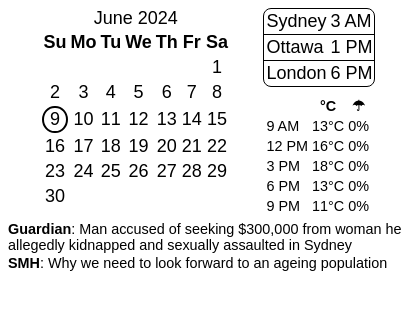 June 2024
Su Mo Tu We Th Fr Sa
1
2 3 4 5 6 7 8
9 10 11 12 13 14 15
16 17 18 19 20 21 22
23 24 25 26 27 28 29
30
Sydney 3 AM
Ottawa 1 PM
London 6 PM
°C ☂
9 AM 13°C 0%
12 PM 16°C 0%
3 PM 18°C 0%
6 PM 13°C 0%
9 PM 11°C 0%
Guardian: Man accused of seeking $300,000 from woman he
allegedly kidnapped and sexually assaulted in Sydney
SMH: Why we need to look forward to an ageing population